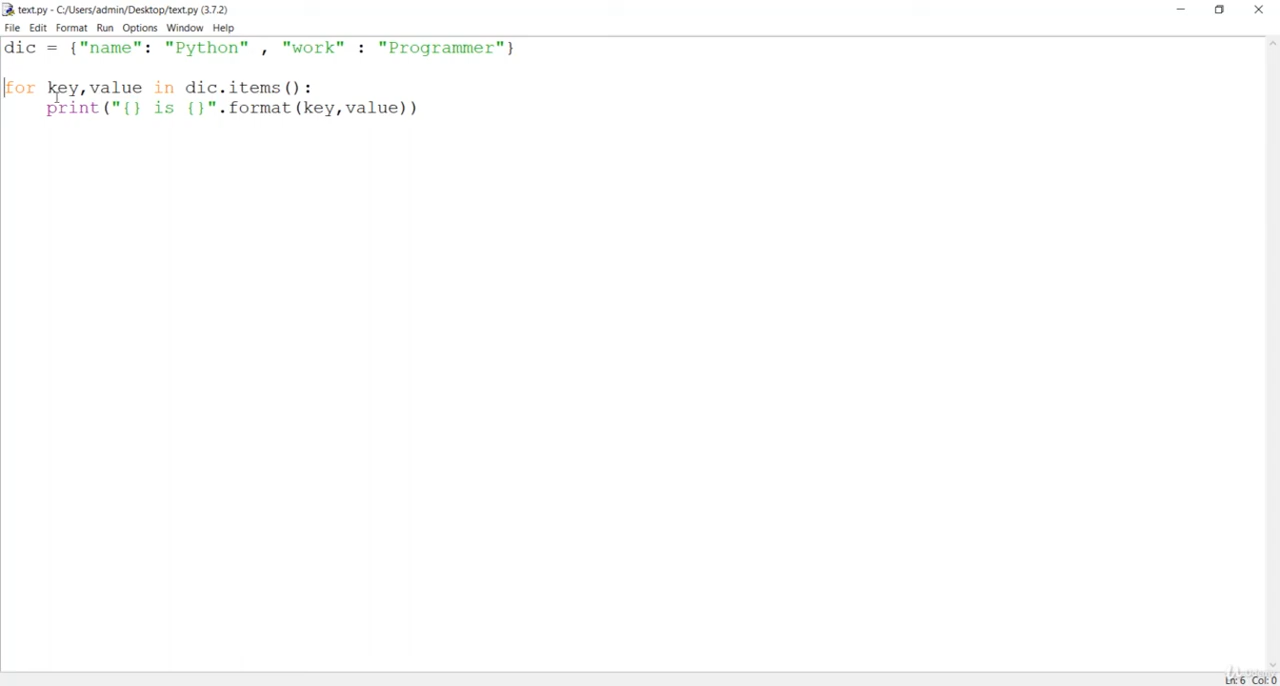 text.py - C:/Users/admin/Desktop/text.py (3.7.2)
File Edit Format Run Options Window Help
dic = {"name": "Python" , "work" : "Programmer"}
for key,value in dic.items():
    print("{} is {}".format(key,value))
Ln: 6 Col: 0